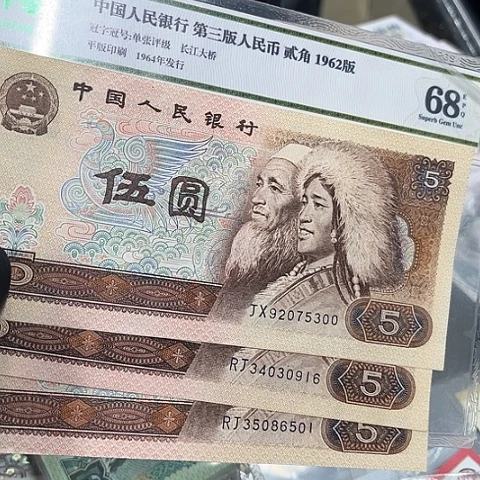 中国人民银行 第三版人民币 贰角 1962版
冠字冠号:单张评级 长江大桥
平版印刷 1964年发行
68 EPQ
Superb Gem Unc
中国人民银行
伍圆
5
JX92075300
5
RJ34030916
5
RJ35086501
5